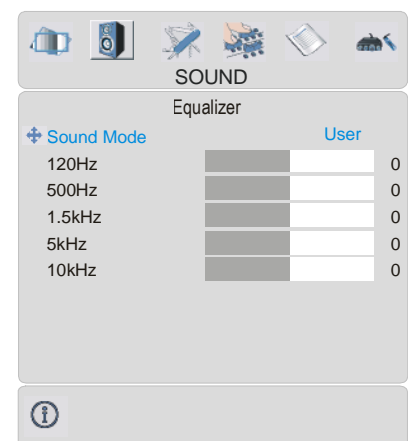 SOUND
Equalizer
Sound Mode User
120Hz 0
500Hz 0
1.5kHz 0
5kHz 0
10kHz 0